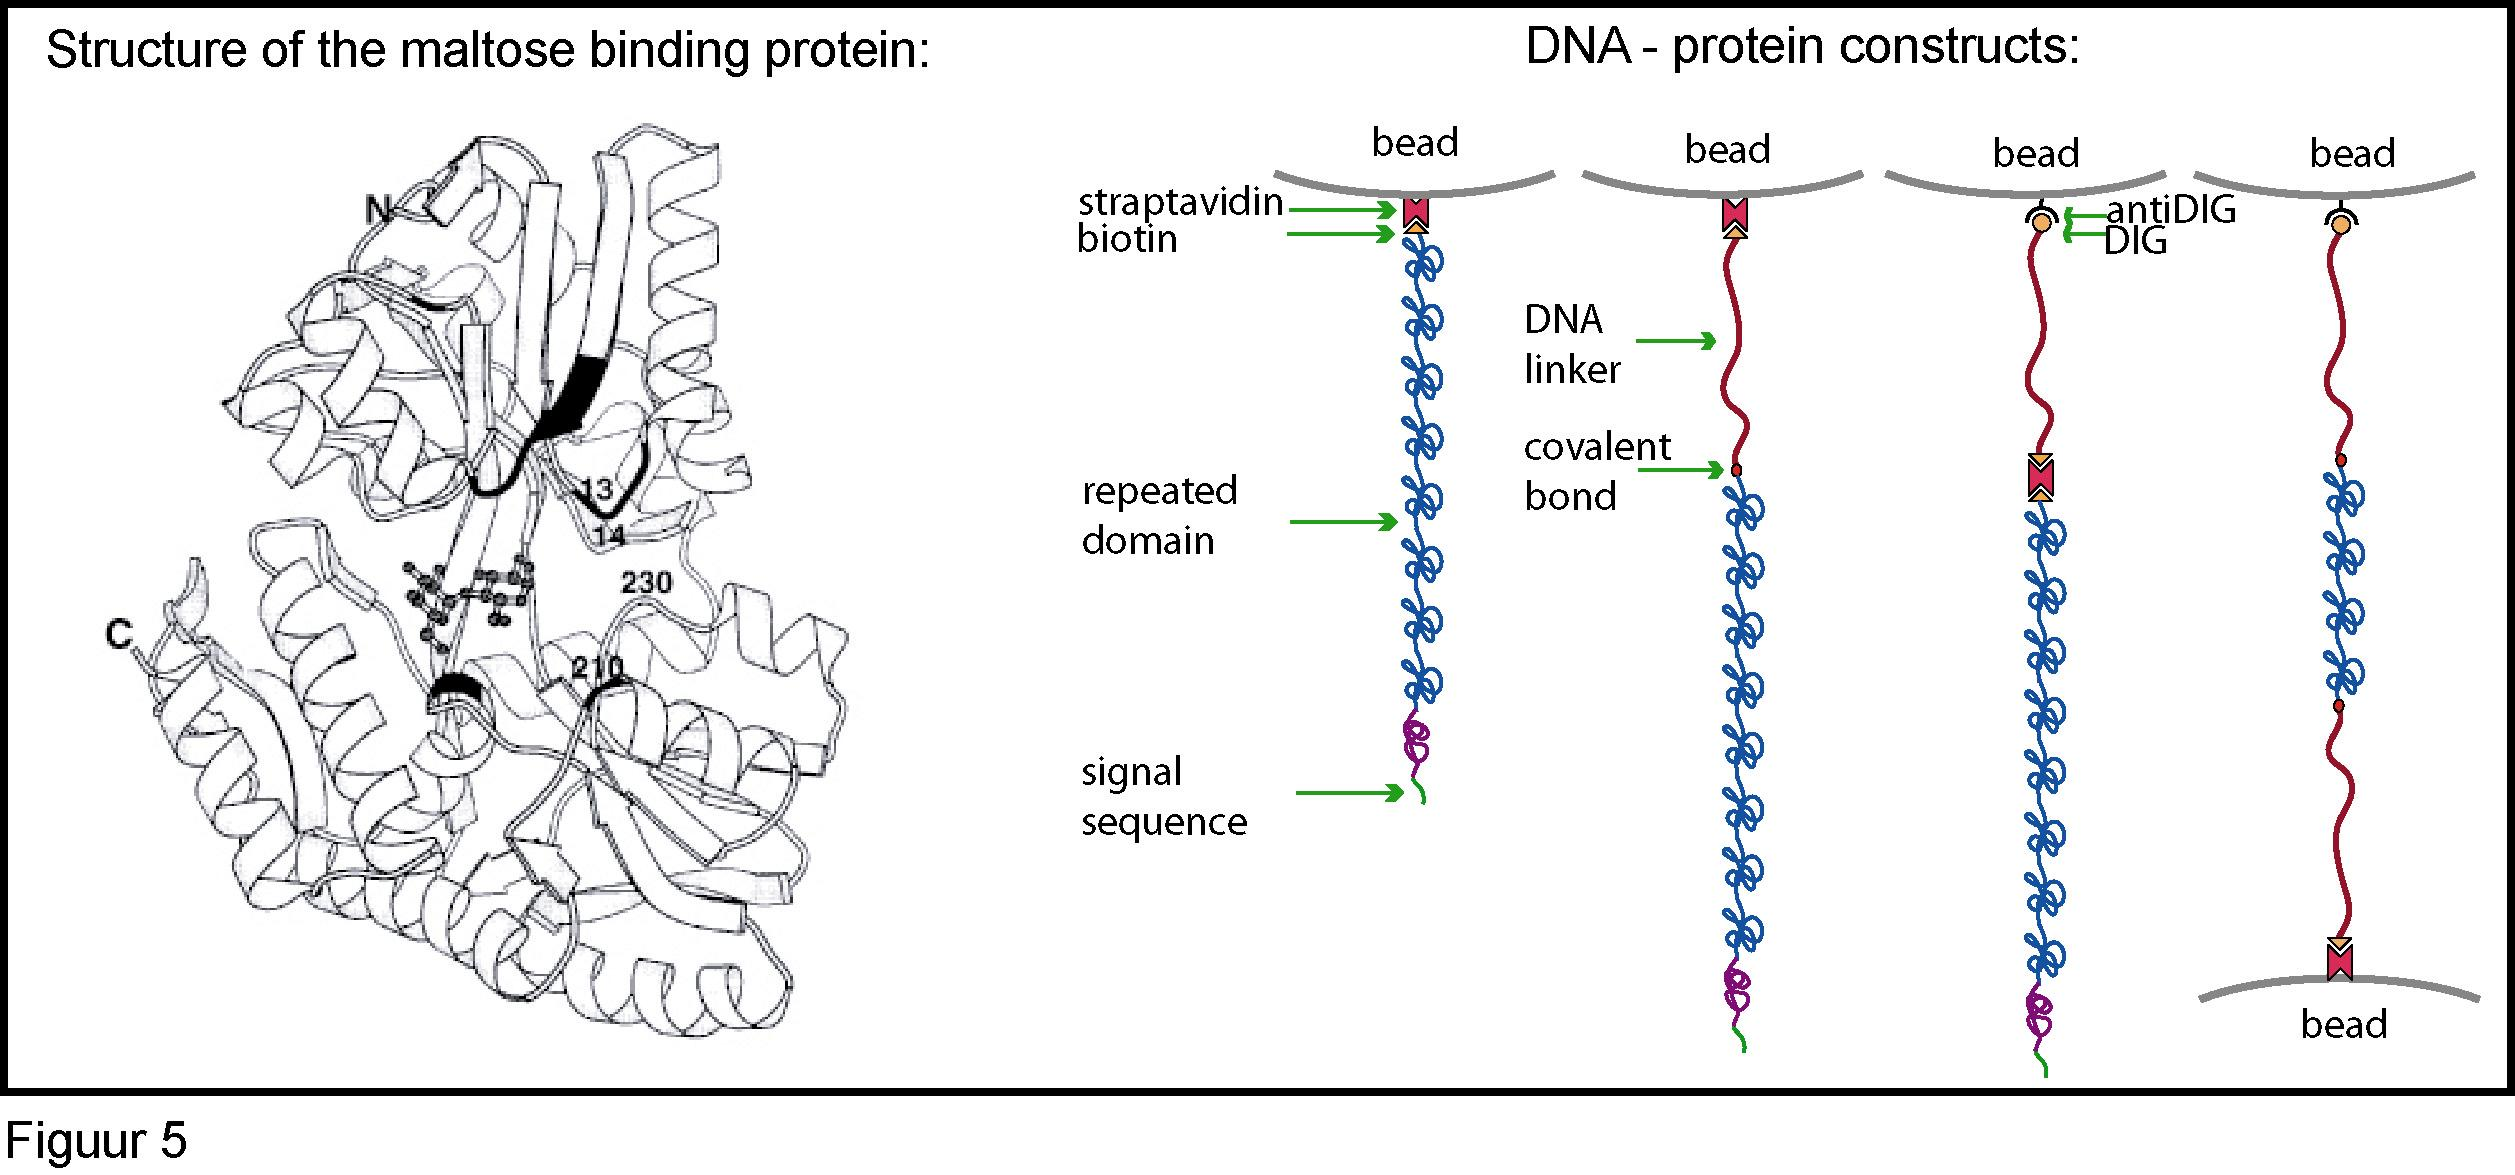 Structure of the maltose binding protein:
N
13
14
230
C
210
DNA - protein constructs:
bead
bead
bead
bead
straptavidin
biotin
antiDIG
DIG
DNA
linker
covalent
bond
repeated
domain
signal
sequence
bead
Figuur 5